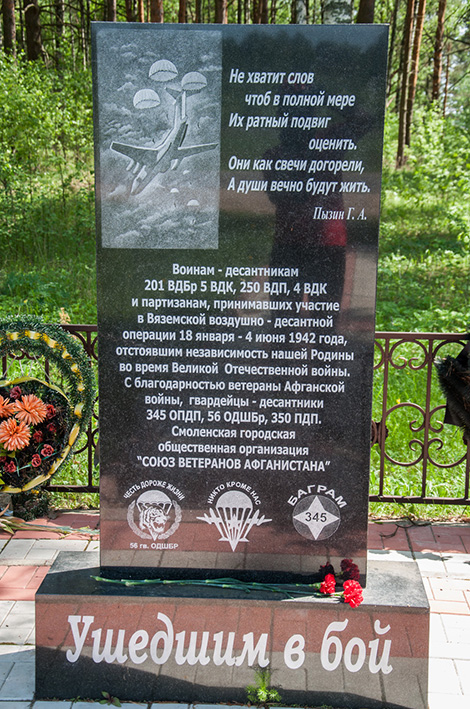 Не хватит слов
чтоб в полной мере
Их ратный подвиг
оценить.
Они как свечи догорели,
А души вечно будут жить.
Пызин Г. А.
Воинам - десантникам
201 ВДБр 5 ВДК, 250 ВДП, 4 ВДК
и партизанам, принимавших участие
в Вяземской воздушно - десантной
операции 18 января - 4 июня 1942 года,
отстоявшим независимость нашей Родины
во время Великой Отечественной войны.
С благодарностью ветераны Афганской
войны, гвардейцы - десантники
345 ОПДП, 56 ОДШБр, 350 ПДП.
Смоленская городская
общественная организация
"СОЮЗ ВЕТЕРАНОВ АФГАНИСТАНА"
ЧЕСТЬ ДОРОЖЕ ЖИЗНИ
56 гв. ОДШБР
НИКТО КРОМЕ НАС
БАГРАМ
345
Ушедшим в бой